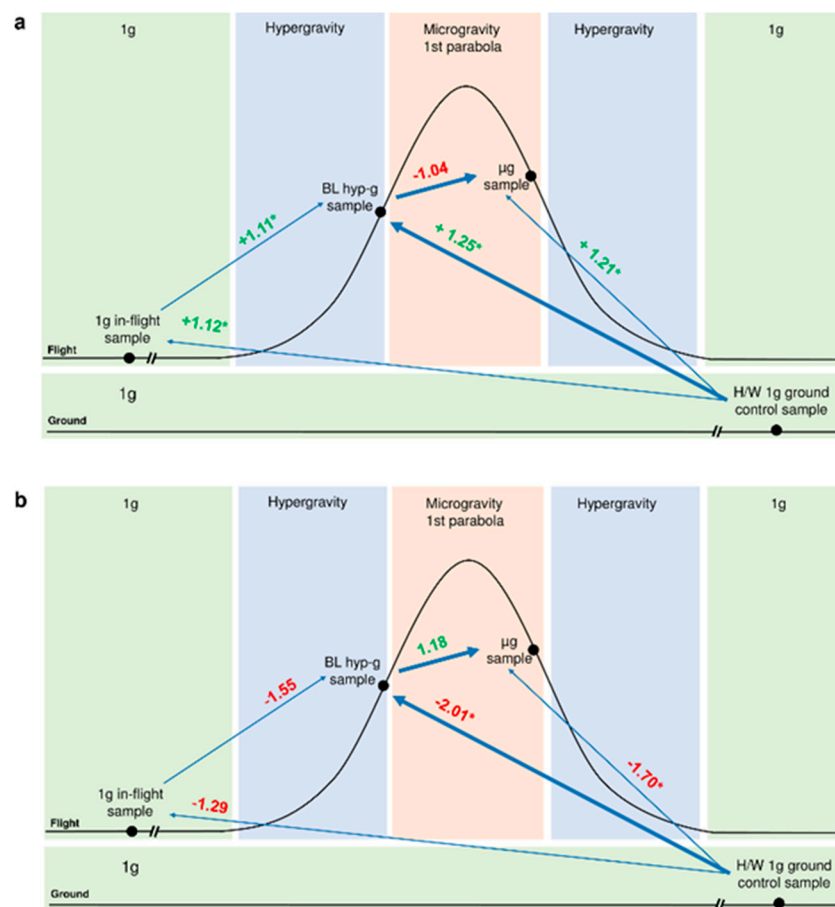 a
1g
Hypergravity
Microgravity
1st parabola
Hypergravity
1g
-1.04
µg
sample
BL hyp-g
sample
+1.11*
+ 1.25*
+ 1.21*
1g in-flight
sample
+1.12*
Flight
1g
H/W 1g ground
control sample
Ground
//
//
b
1g
Hypergravity
Microgravity
1st parabola
Hypergravity
1g
1.18
µg
sample
BL hyp-g
sample
-1.55
-2.01*
-1.70*
1g in-flight
sample
-1.29
Flight
//
1g
H/W 1g ground
control sample
Ground
//